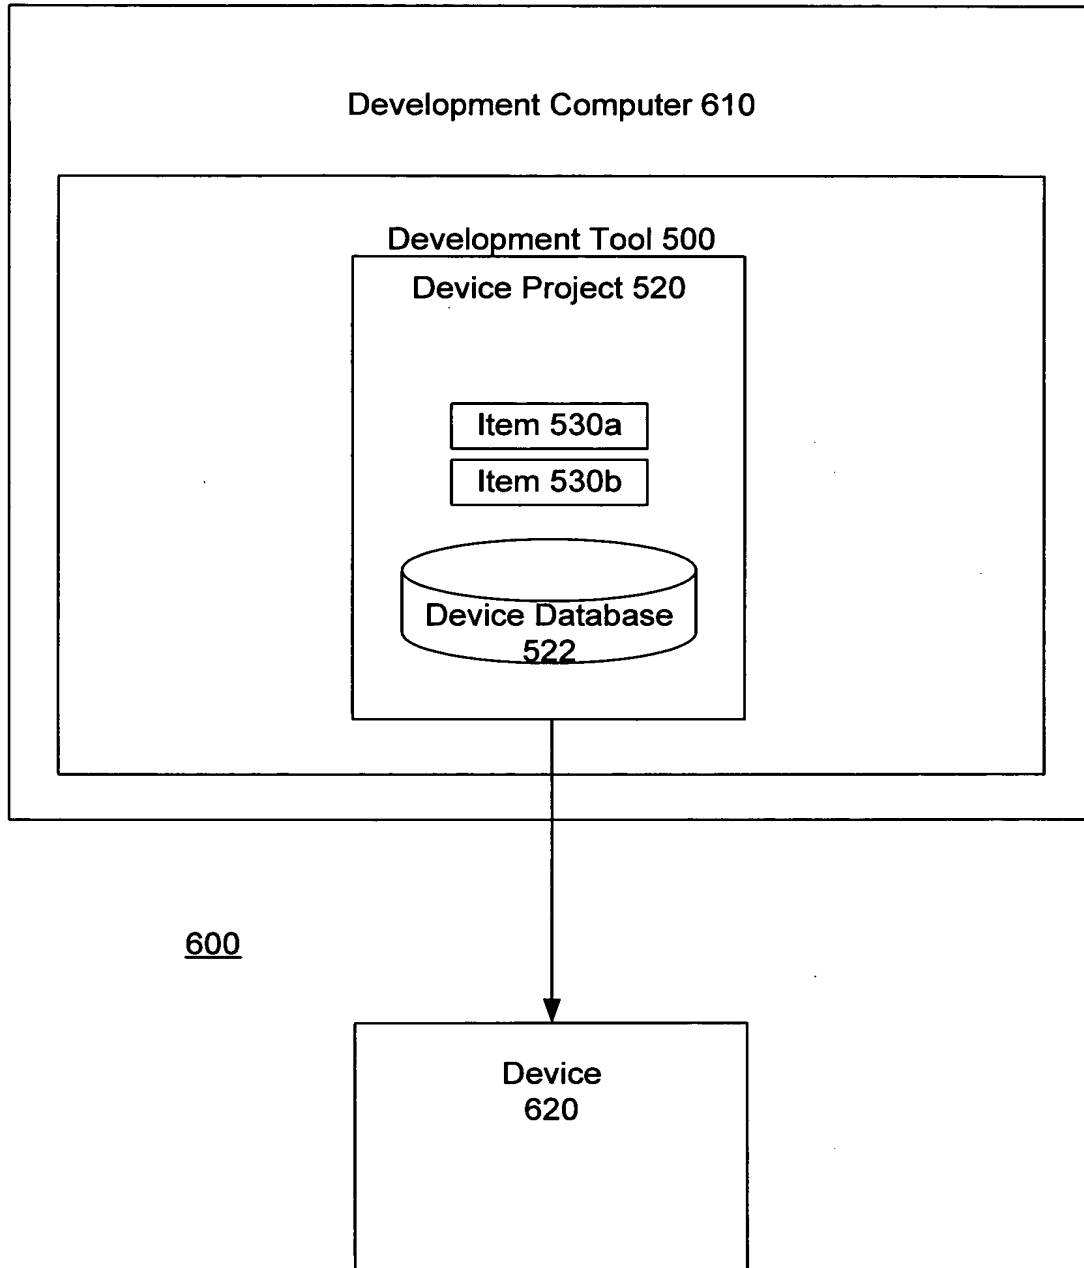 Development Computer 610
Development Tool 500
Device Project 520
Item 530a
Item 530b
Device Database
522
600
Device
620